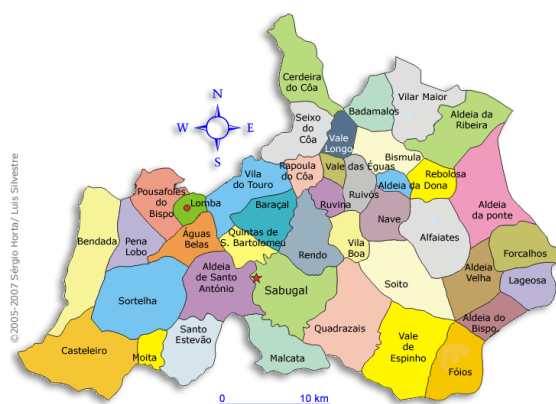 Cerdeira
do Côa
Badamalos
Vilar Maior
Aldeia da
Ribeira
Seixo
do Côa
Vale
Longo
Bismula
Rapoula
do Côa
Vale das Éguas
Rebolosa
Aldeia da Dona
N
W
E
S
Pousafoles
do
Bispo
Lomba
Vila
do Touro
Baraçal
Ruvina
Ruivós
Nave
Aldeia
da ponte
Bendada
Pena
Lobo
Águas
Belas
Quintas de
S. Bartolomeu
Rendo
Vila
Boa
Alfaiates
Forcalhos
Aldeia
Velha
Lageosa
Sortelha
Aldeia
de Santo
António
Sabugal
Soito
Aldeia do
Bispo
Casteleiro
Moita
Santo
Estevão
Malcata
Quadrazais
Vale
de
Espinho
Fóios
0
10 km
©2005-2007 Sérgio Horta/ Luis Silvestre